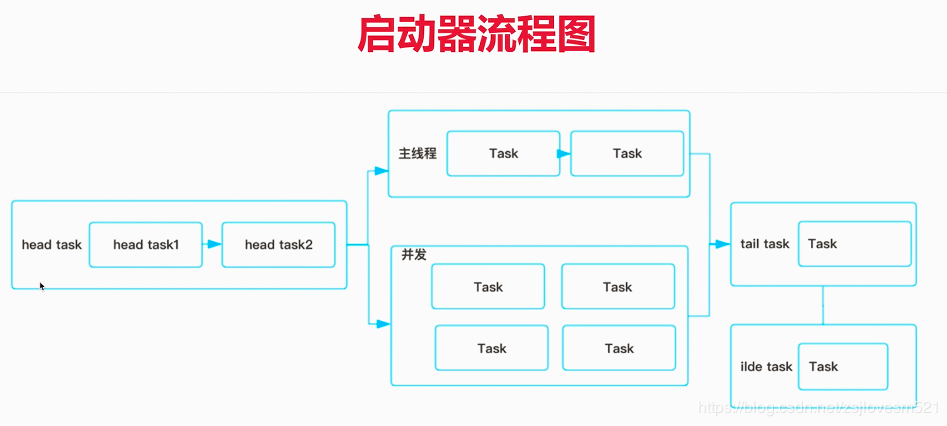 启动器流程图
主线程
Task
Task
head task
head task1
head task2
并发
Task
Task
Task
Task
tail task
Task
ilde task
Task
https://blog.csdn.net/zsjlovesm521